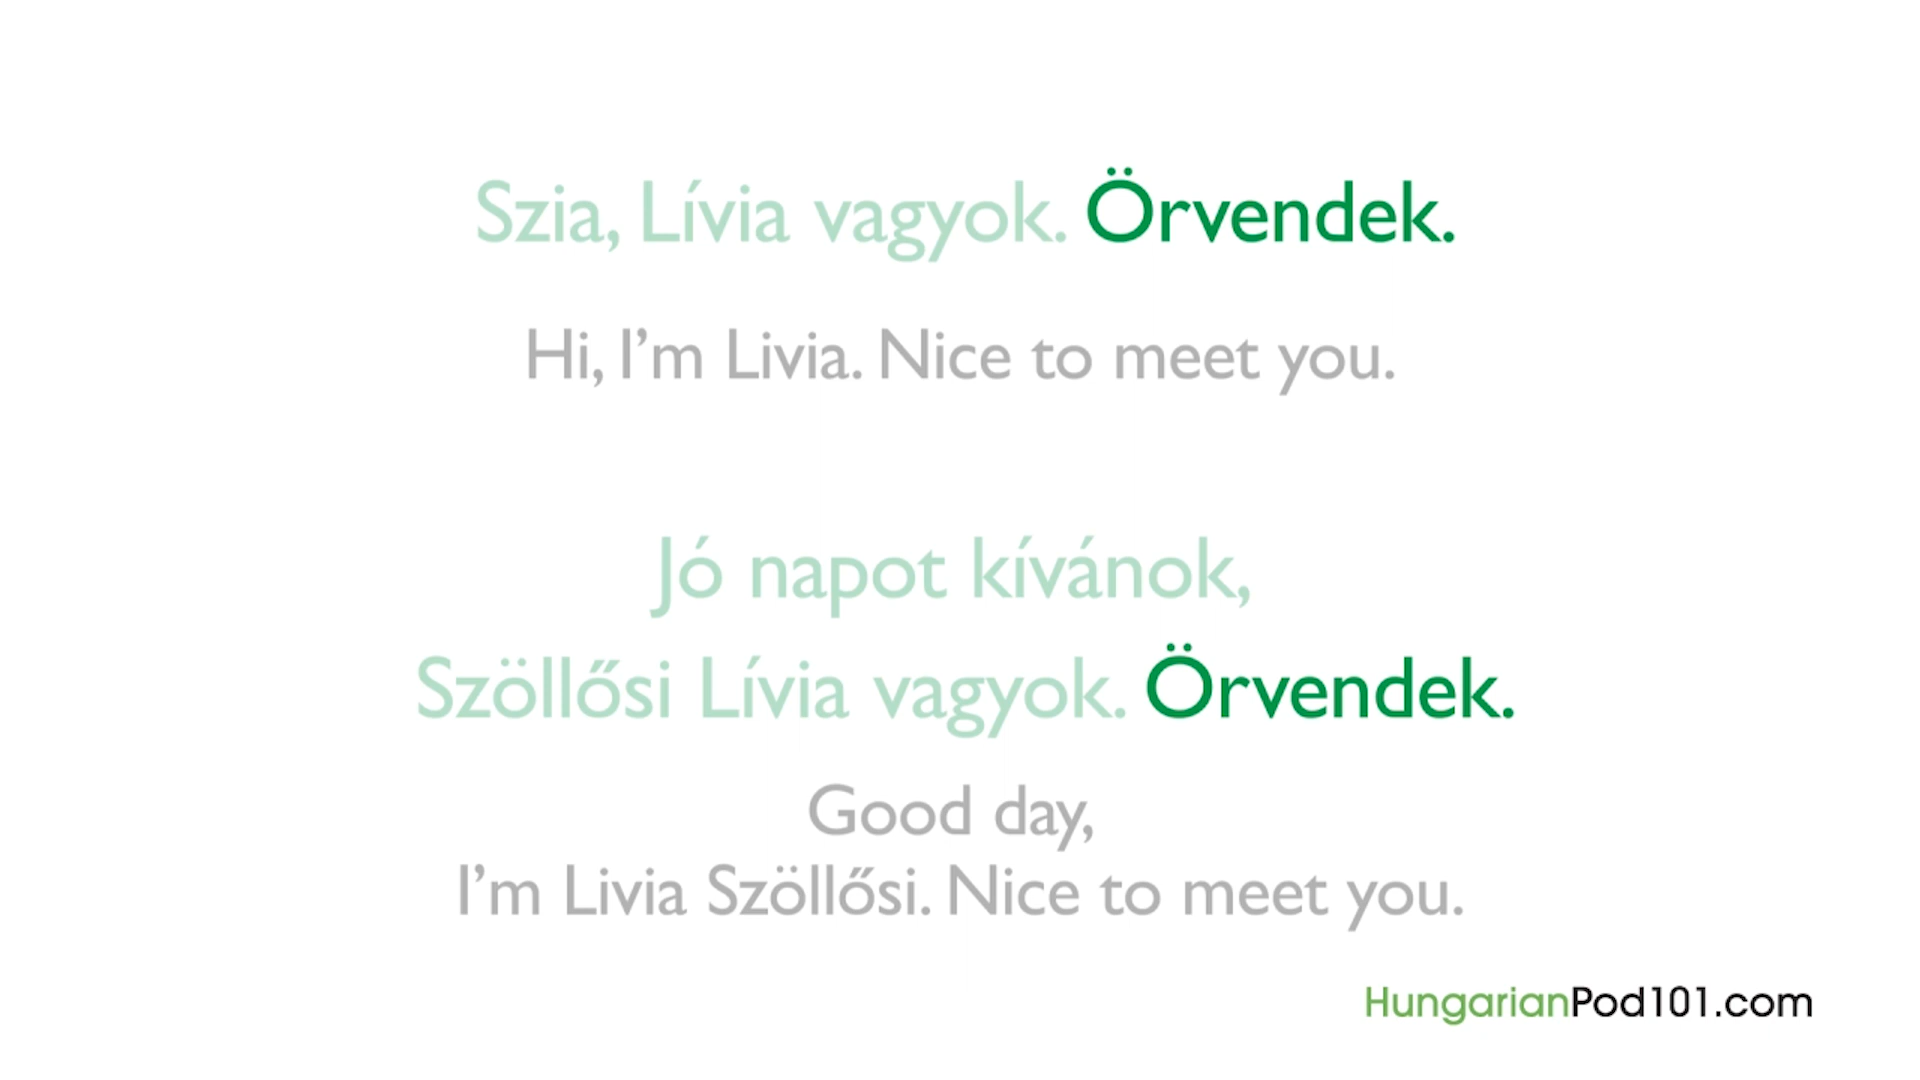 Szia, Lívia vagyok. Örvendek.
Hi, I'm Livia. Nice to meet you.
Jó napot kívánok,
Szöllősi Lívia vagyok. Örvendek.
Good day,
I'm Livia Szöllősi. Nice to meet you.
HungarianPod101.com